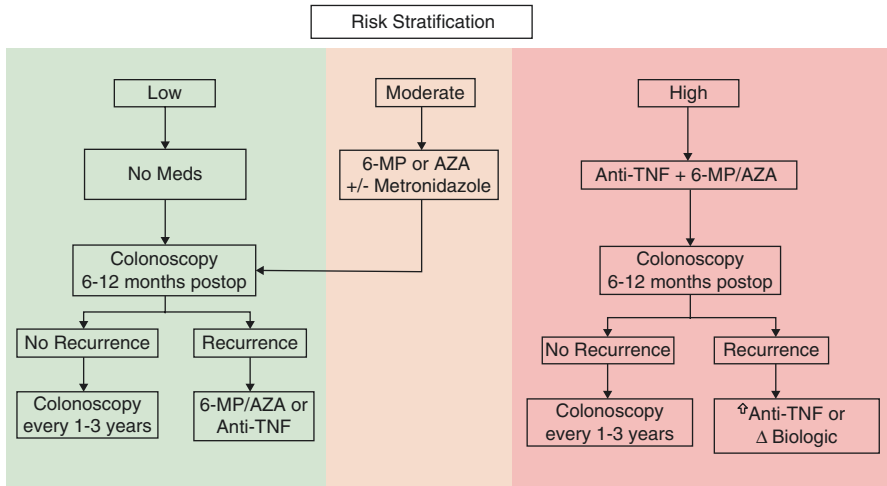 Risk Stratification
Low
No Meds
Colonoscopy
6-12 months postop
No Recurrence
Recurrence
Colonoscopy
every 1-3 years
6-MP/AZA or
Anti-TNF
Moderate
6-MP or AZA
+/- Metronidazole
High
Anti-TNF + 6-MP/AZA
Colonoscopy
6-12 months postop
No Recurrence
Recurrence
Colonoscopy
every 1-3 years
⇧Anti-TNF or
Δ Biologic